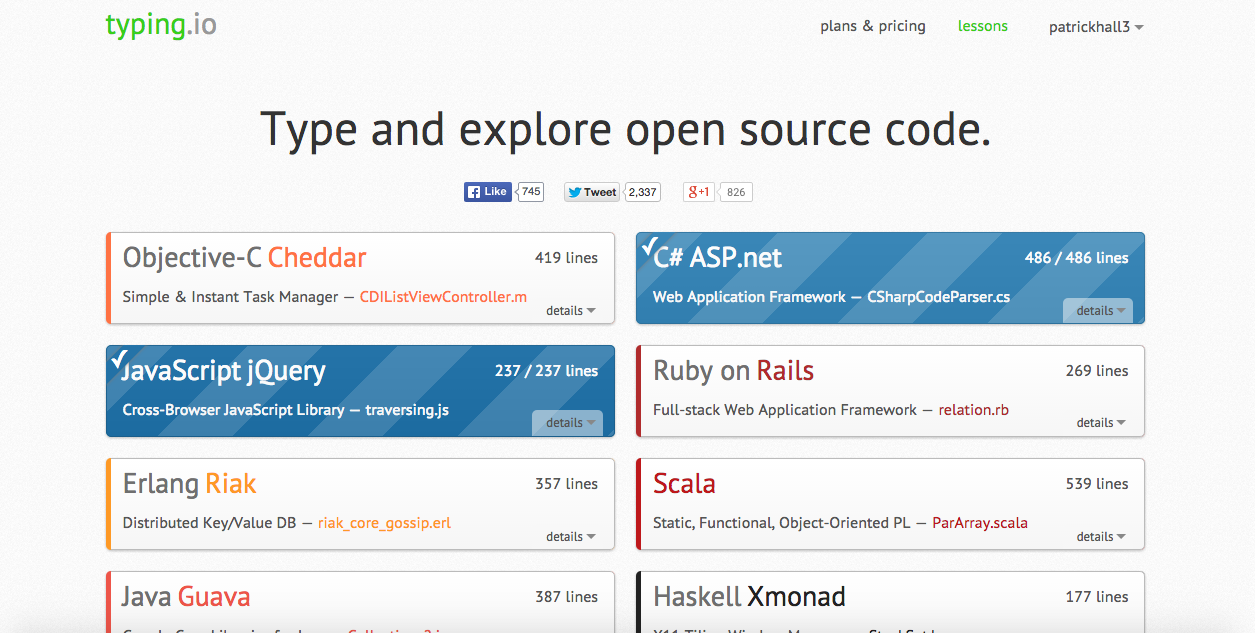 typing.io
plans & pricing lessons patrickhall3
Type and explore open source code.
Like 745 Tweet 2,337 g+1 826
Objective-C Cheddar 419 lines
Simple & Instant Task Manager — CDIListViewController.m
details
C# ASP.net 486 / 486 lines
Web Application Framework — CSharpCodeParser.cs
details
JavaScript jQuery 237 / 237 lines
Cross-Browser JavaScript Library — traversing.js
details
Ruby on Rails 269 lines
Full-stack Web Application Framework — relation.rb
details
Erlang Riak 357 lines
Distributed Key/Value DB — riak_core_gossip.erl
details
Scala 539 lines
Static, Functional, Object-Oriented PL — ParArray.scala
details
Java Guava 387 lines
Haskell Xmonad 177 lines